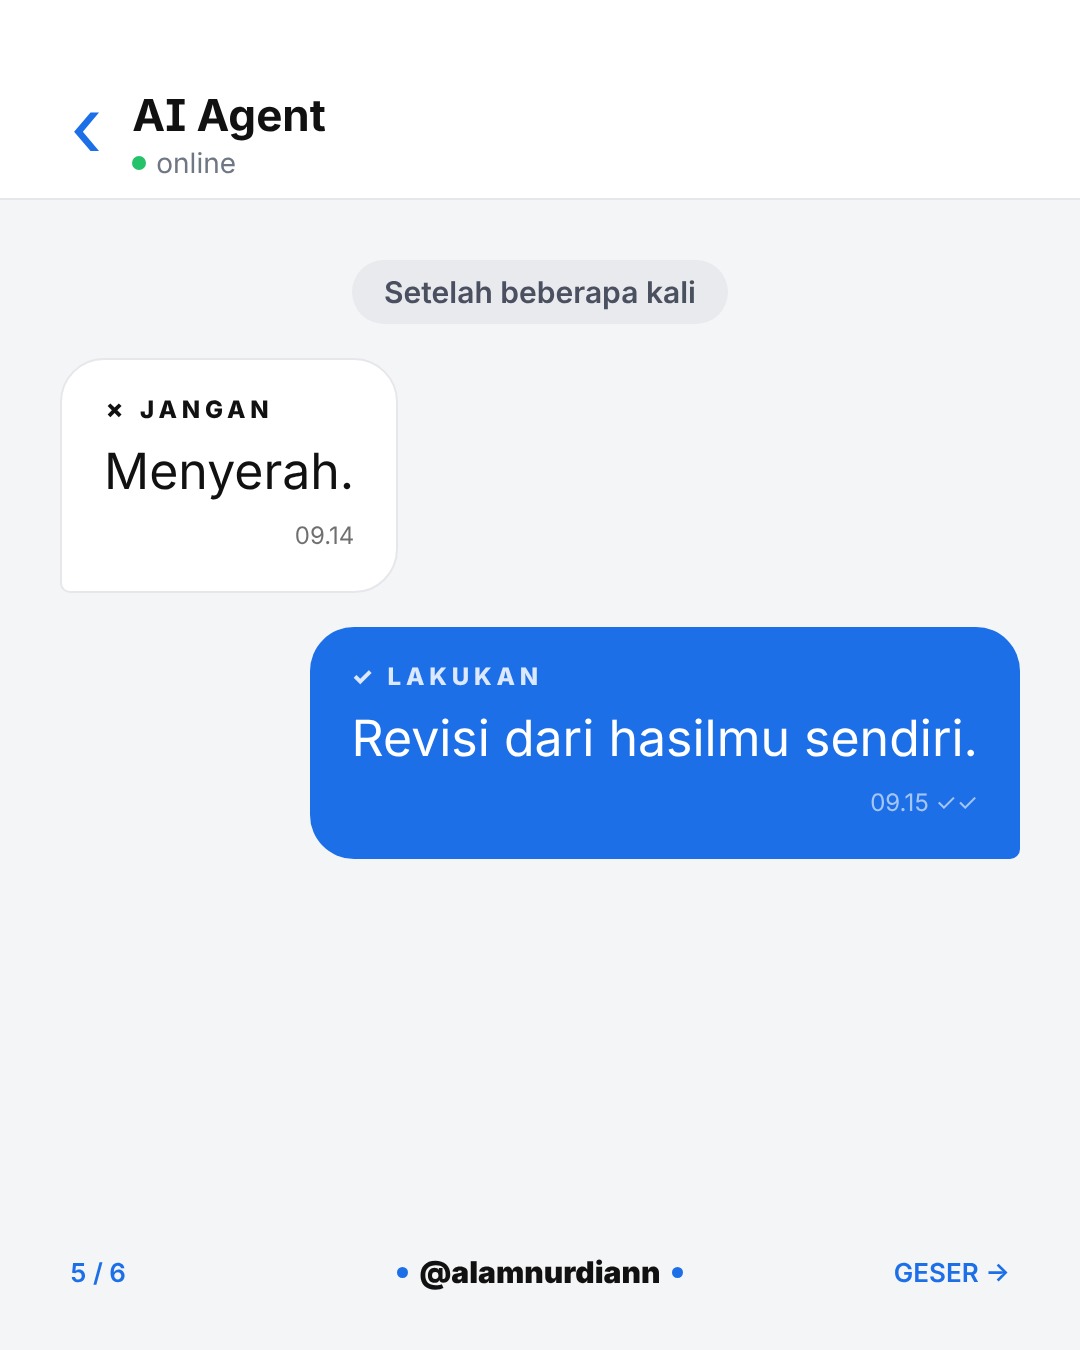 AI Agent
online
Setelah beberapa kali
× JANGAN
Menyerah.
09.14
✓ LAKUKAN
Revisi dari hasilmu sendiri.
09.15 ✓✓
5 / 6
• @alamnurdiann •
GESER →